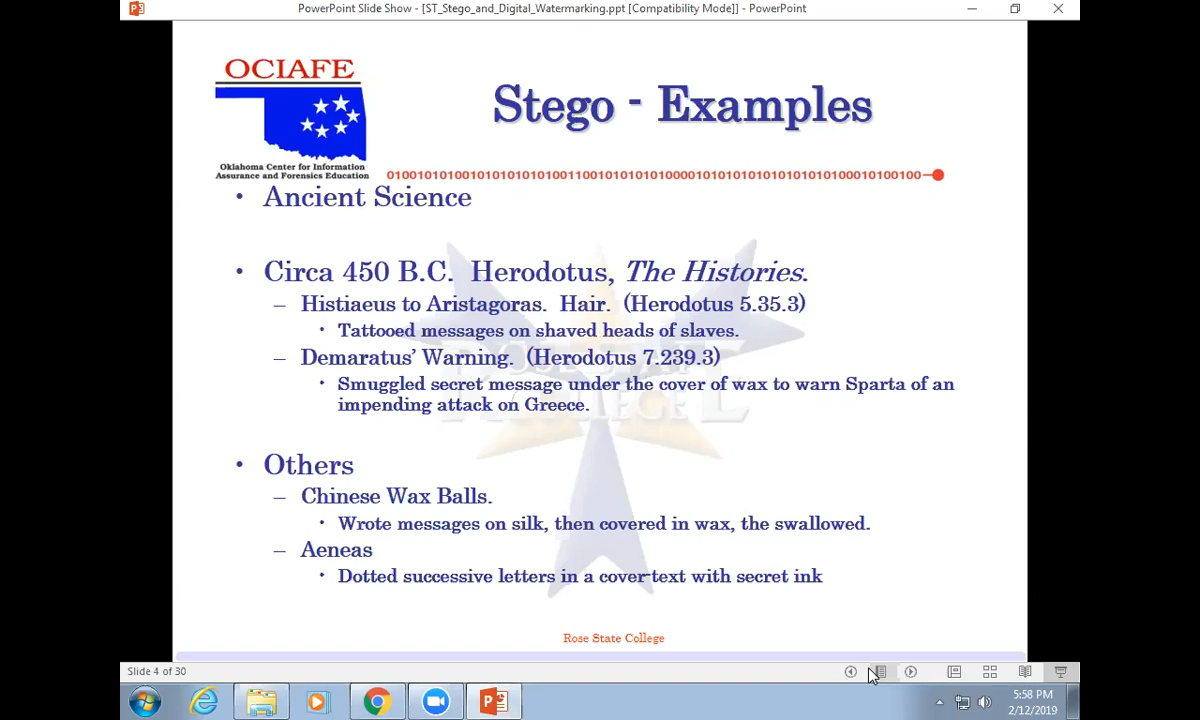 PowerPoint Slide Show - [ST_Stego_and_Digital_Watermarking.ppt [Compatibility Mode]] - PowerPoint
OCIAFE
Oklahoma Center for Information
Assurance and Forensics Education
Stego - Examples
• Ancient Science
• Circa 450 B.C. Herodotus, The Histories.
– Histiaeus to Aristagoras. Hair. (Herodotus 5.35.3)
• Tattooed messages on shaved heads of slaves.
– Demaratus' Warning. (Herodotus 7.239.3)
• Smuggled secret message under the cover of wax to warn Sparta of an
impending attack on Greece.
• Others
– Chinese Wax Balls.
• Wrote messages on silk, then covered in wax, the swallowed.
– Aeneas
• Dotted successive letters in a cover-text with secret ink
ROSE STATE
COLLEGE
Rose State College
Slide 4 of 30
5:58 PM
2/12/2019